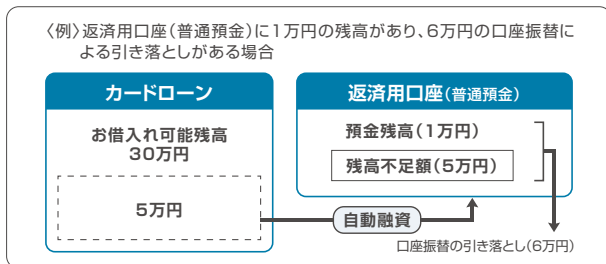 〈例〉返済用口座(普通預金)に1万円の残高があり、6万円の口座振替に
よる引き落としがある場合
カードローン
お借入れ可能残高
30万円
5万円
返済用口座(普通預金)
預金残高(1万円)
残高不足額(5万円)
自動融資
口座振替の引き落とし(6万円)